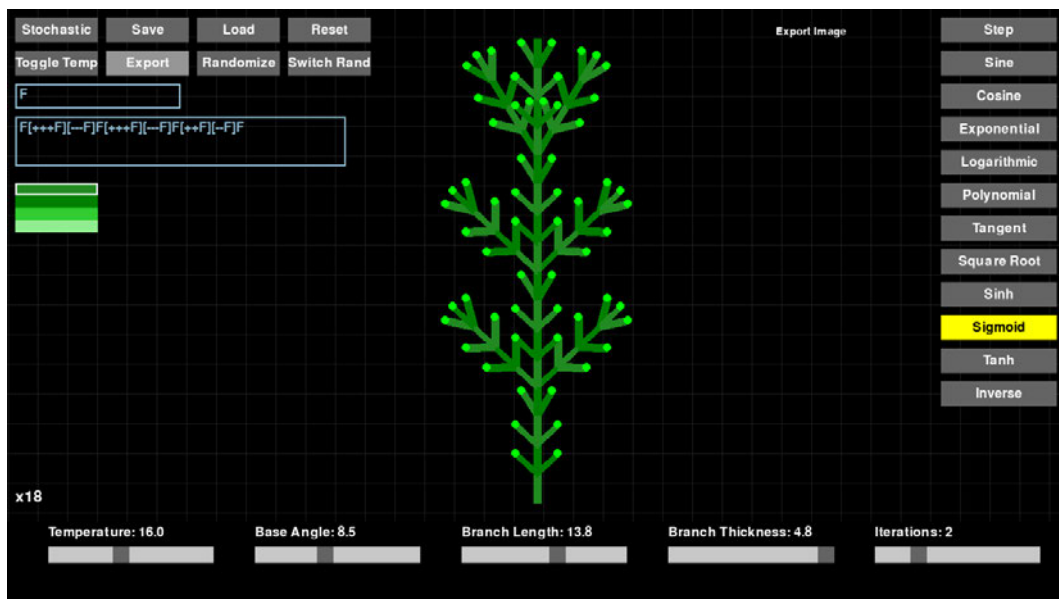 Stochastic Save Load Reset
Toggle Temp Export Randomize Switch Rand
F
F[+++F][---F]F[+++F][---F]F[++F][--F]F
Export Image
Step
Sine
Cosine
Exponential
Logarithmic
Polynomial
Tangent
Square Root
Sinh
Sigmoid
Tanh
Inverse
x18
Temperature: 16.0 Base Angle: 8.5 Branch Length: 13.8 Branch Thickness: 4.8 Iterations: 2